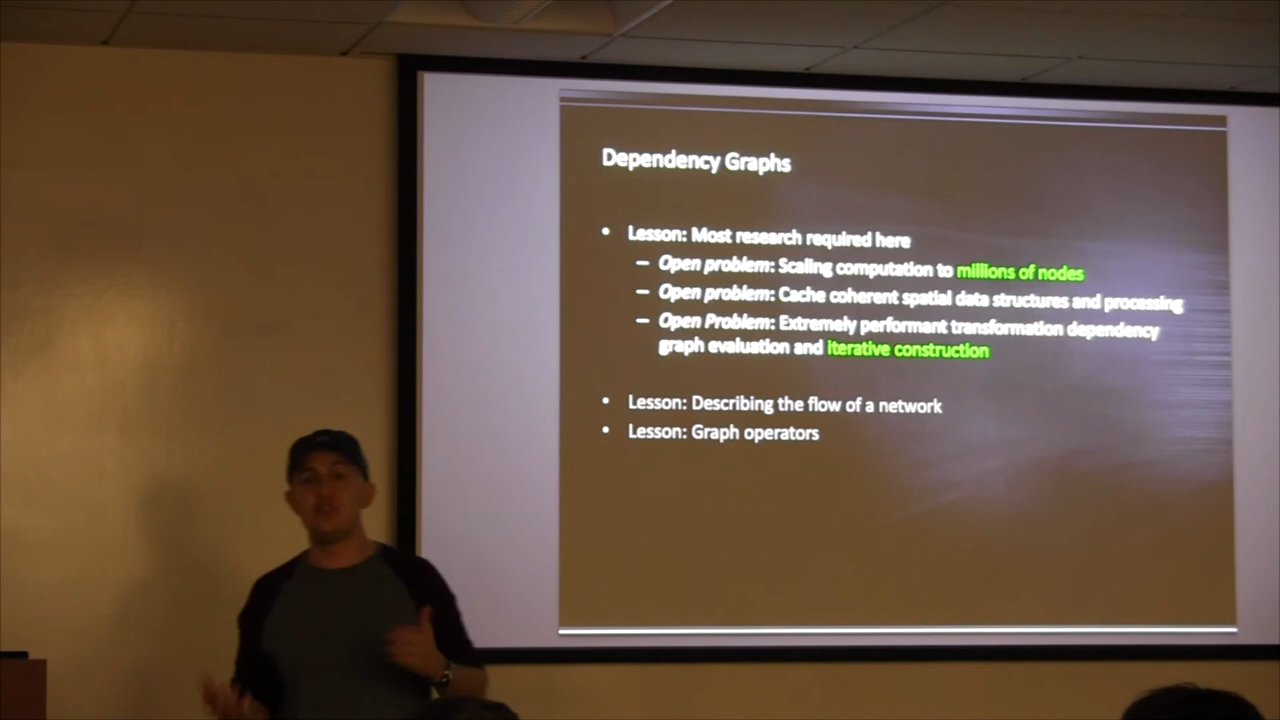 Dependency Graphs
• Lesson: Most research required here
– Open problem: Scaling computation to millions of nodes
– Open problem: Cache coherent spatial data structures and processing
– Open Problem: Extremely performant transformation dependency
graph evaluation and iterative construction
• Lesson: Describing the flow of a network
• Lesson: Graph operators